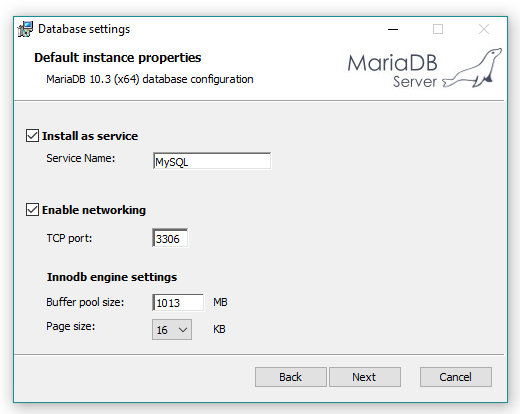 Database settings
Default instance properties
MariaDB 10.3 (x64) database configuration
MariaDB
Server
Install as service
Service Name: MySQL
Enable networking
TCP port: 3306
Innodb engine settings
Buffer pool size: 1013 MB
Page size: 16 KB
Back Next Cancel